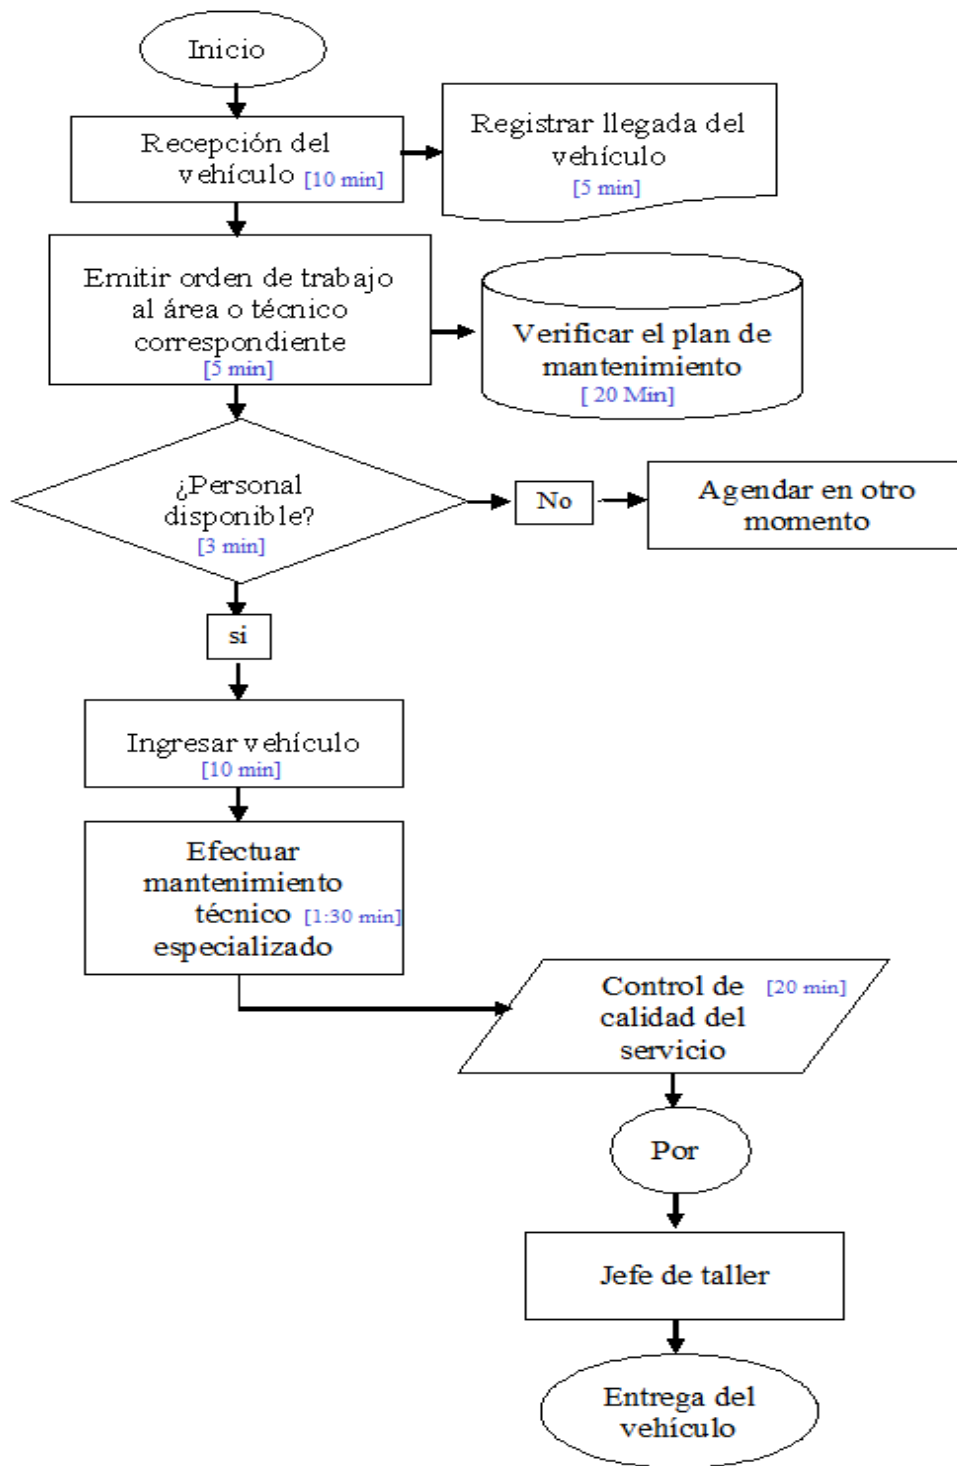 Inicio
Recepción del
vehículo [10 min]
Registrar llegada del
vehículo
[5 min]
Emitir orden de trabajo
al área o técnico
correspondiente
[5 min]
Verificar el plan de
mantenimiento
[ 20 Min]
¿Personal
disponible?
[3 min]
No
Agendar en otro
momento
si
Ingresar vehículo
[10 min]
Efectuar
mantenimiento
técnico [1:30 min]
especializado
Control de [20 min]
calidad del
servicio
Por
Jefe de taller
Entrega del
vehículo